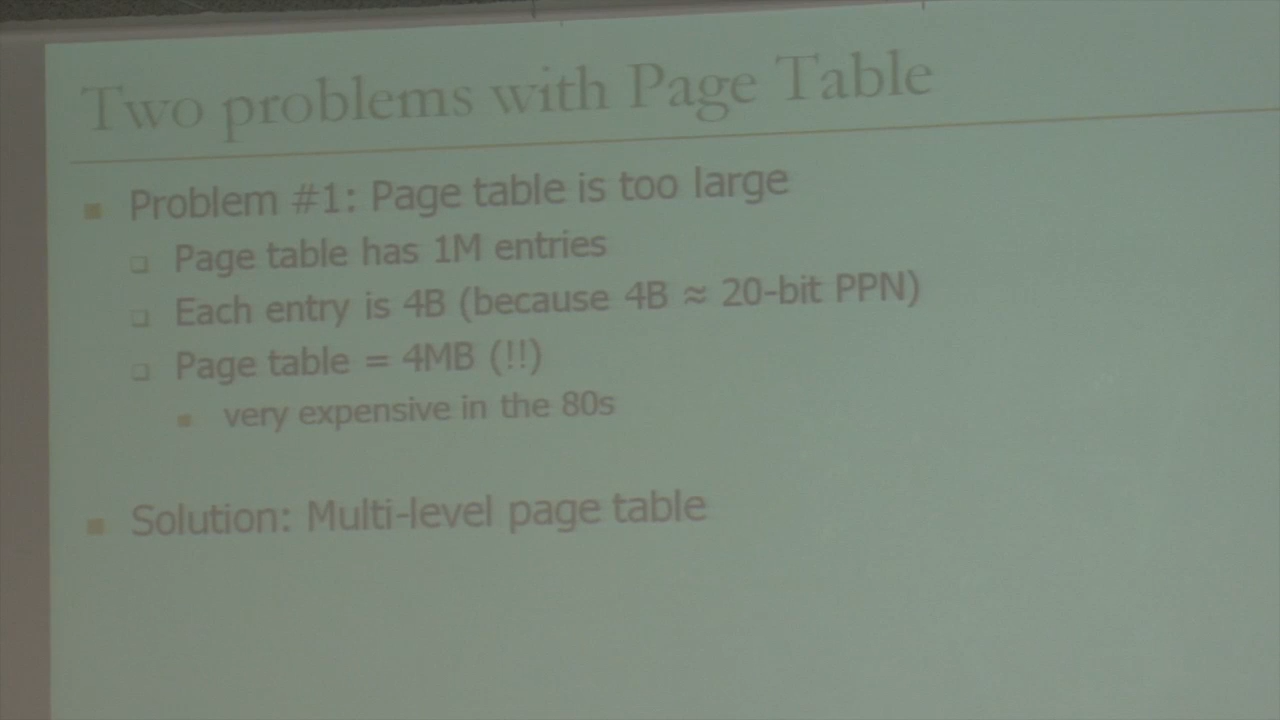 Two problems with Page Table
Problem #1: Page table is too large
Page table has 1M entries
Each entry is 4B (because 4B ≈ 20-bit PPN)
Page table = 4MB (!!)
very expensive in the 80s
Solution: Multi-level page table